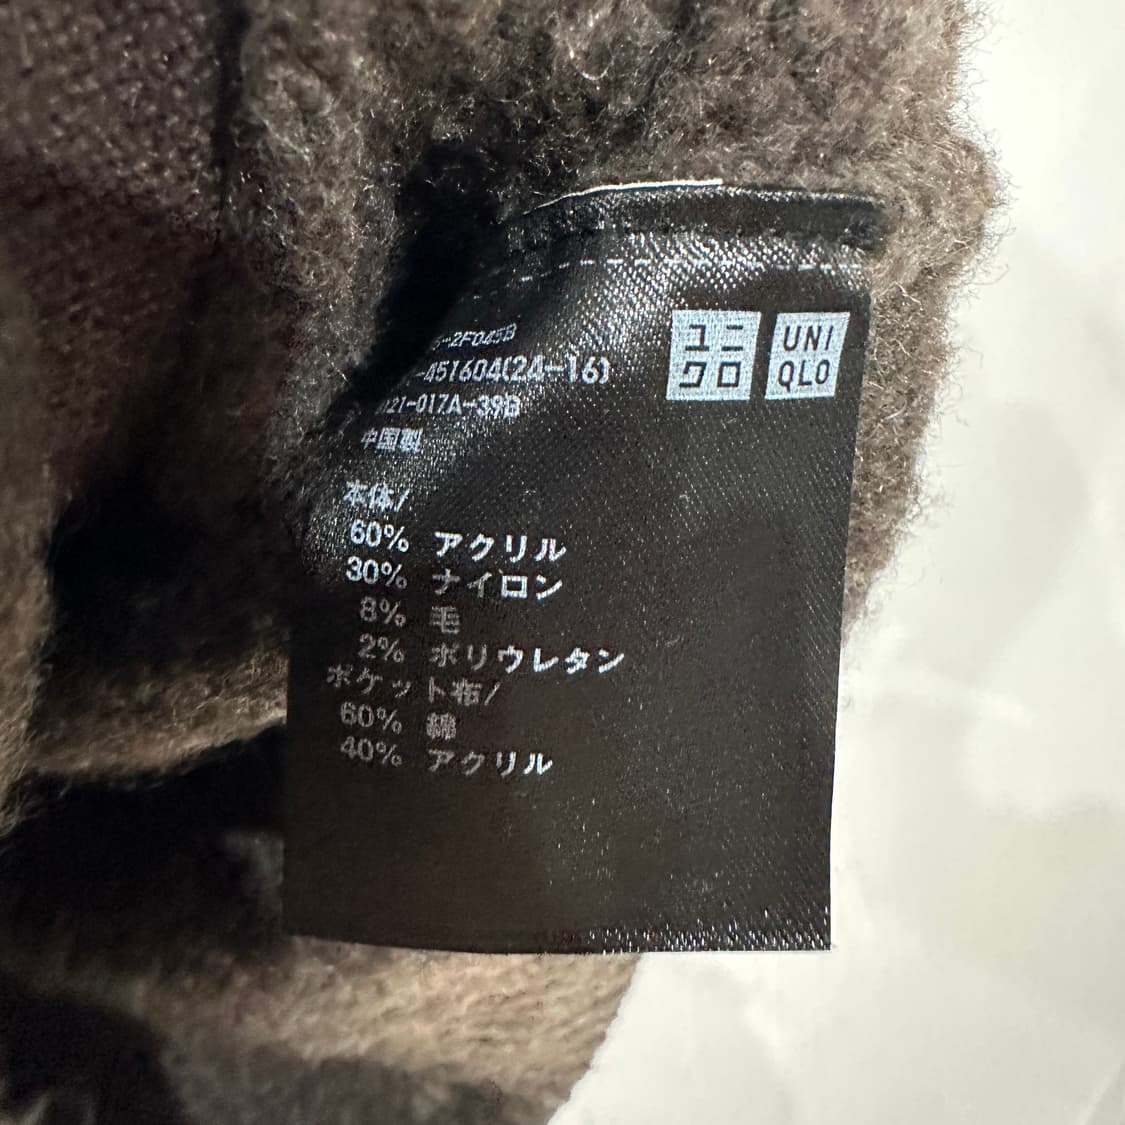 ユニ
クロ
UNI
QLO
-2F045B
-451604(24-16)
021-017A-39B
中国製
本体/
60% アクリル
30% ナイロン
8% 毛
2% ポリウレタン
ポケット布/
60% 綿
40% アクリル